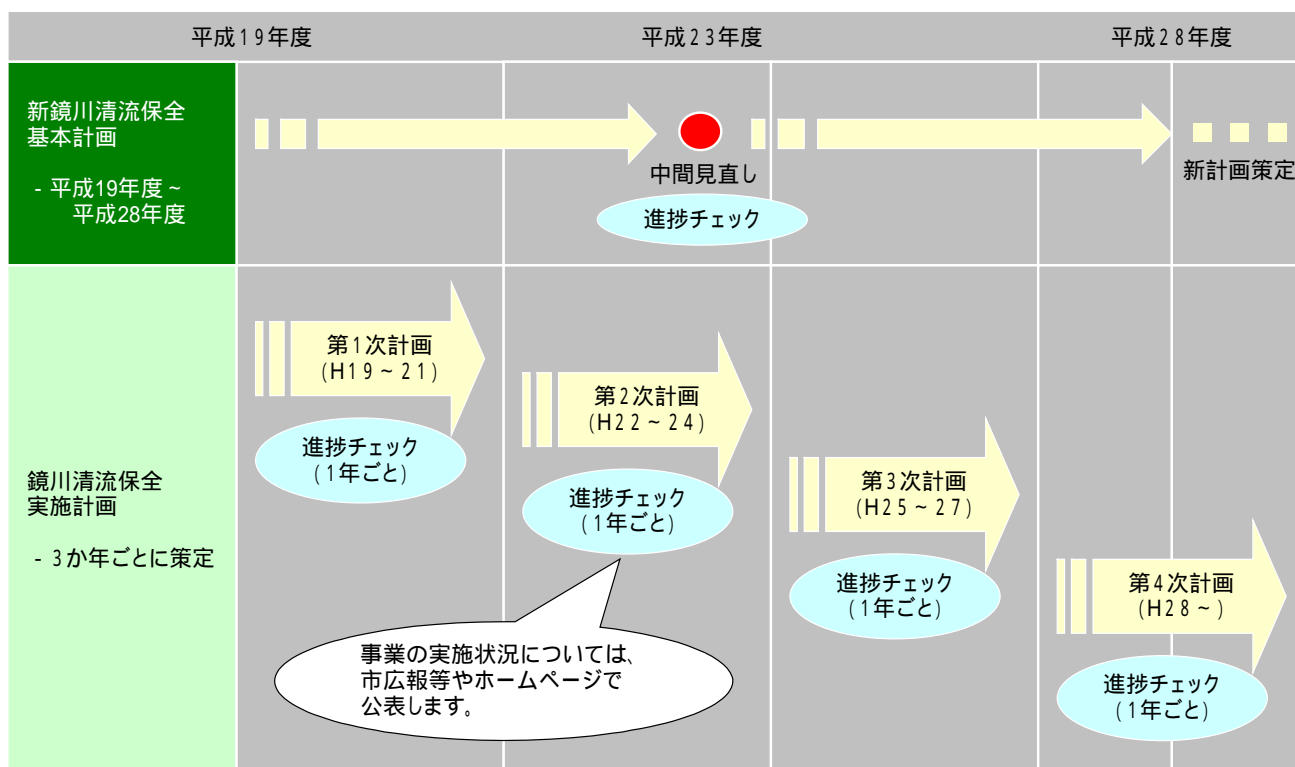 平成19年度
平成23年度
平成28年度
新鏡川清流保全
基本計画
- 平成19年度～
平成28年度
中間見直し
進捗チェック
新計画策定
鏡川清流保全
実施計画
- 3か年ごとに策定
第1次計画
(H19～21)
進捗チェック
(1年ごと)
第2次計画
(H22～24)
進捗チェック
(1年ごと)
第3次計画
(H25～27)
進捗チェック
(1年ごと)
第4次計画
(H28～)
進捗チェック
(1年ごと)
事業の実施状況については、
市広報等やホームページで
公表します。